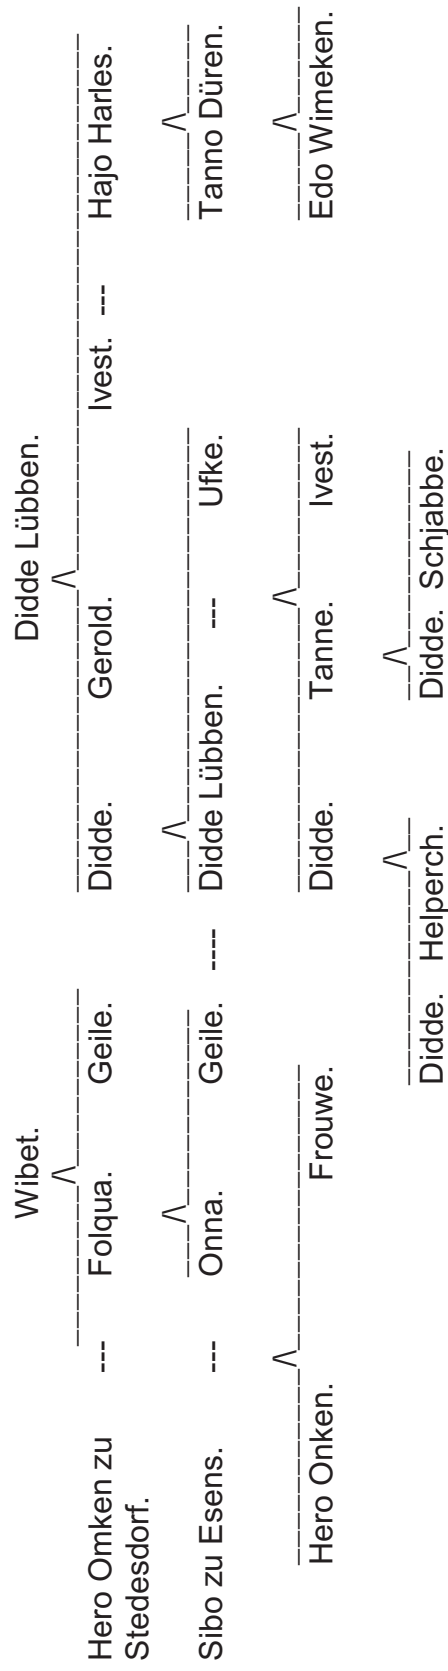 Wibet. Didde Lübben.
Hero Omken zu Stedesdorf. --- Folqua. Geile. Didde. Gerold. Ivest. --- Hajo Harles.
Sibo zu Esens. --- Onna. Geile. ---- Didde Lübben. --- Ufke. Tanno Düren.
Hero Onken. Frouwe. Didde. Tanne. Ivest. Edo Wimeken.
Didde. Helperch. Didde. Schjabbe.